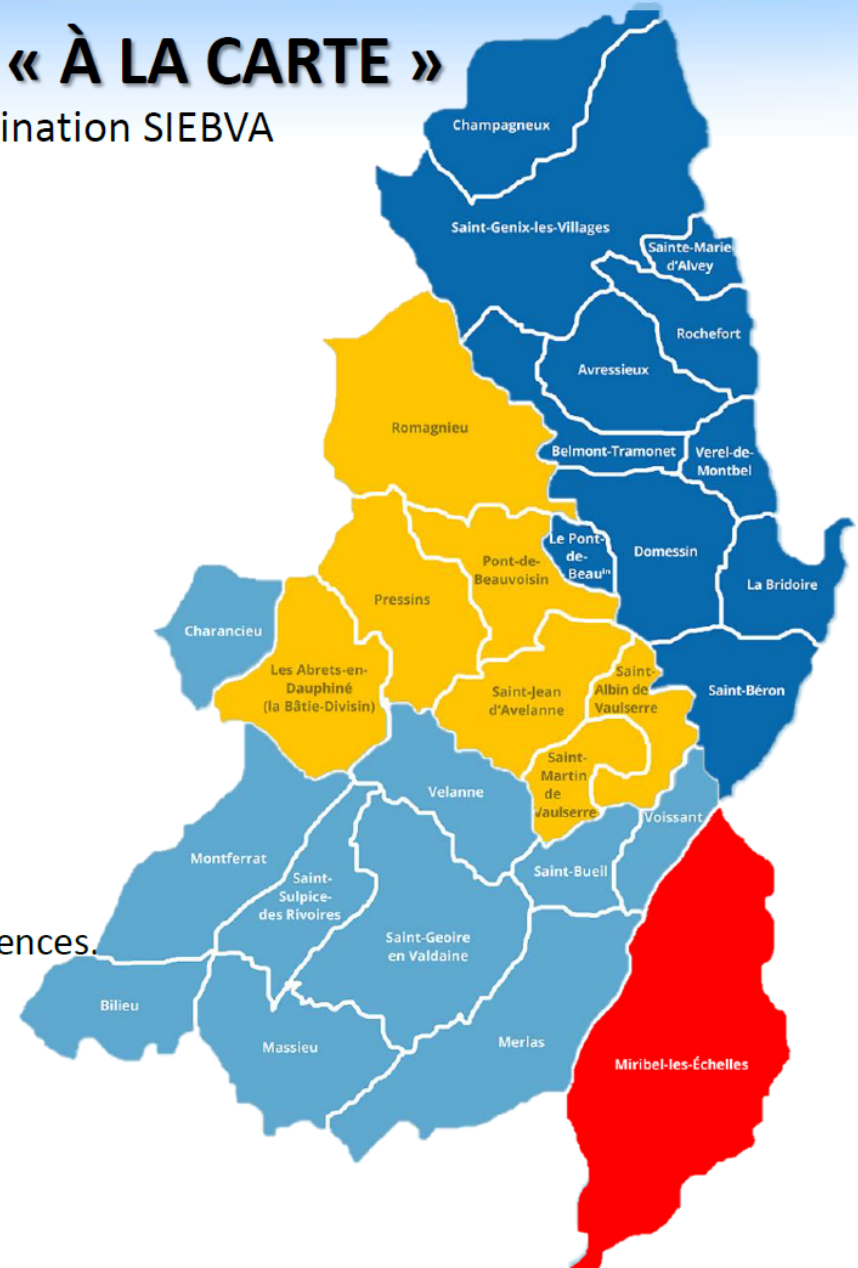 « À LA CARTE »
ination SIEBVA
Champagneux
Saint-Genix-les-Villages
Sainte-Marie
d'Alvey
Rochefort
Avressieux
Romagnieu
Belmont-Tramonet
Verel-de-
Montbel
Le Pont-
de-
Beauin
Domessin
Pont-de-
Beauvoisin
La Bridoire
Pressins
Charancieu
Les Abrets-en-
Dauphiné
(la Bâtie-Divisin)
Saint-Jean
d'Avelanne
Saint-
Albin de
Vaulserre
Saint-Béron
Saint-
Martin
de
Vaulserre
Velanne
Voissant
Montferrat
Saint-
Sulpice-
des Rivoires
Saint-Bueil
Saint-Geoire
en Valdaine
ences.
Bilieu
Massieu
Merlas
Miribel-les-Échelles